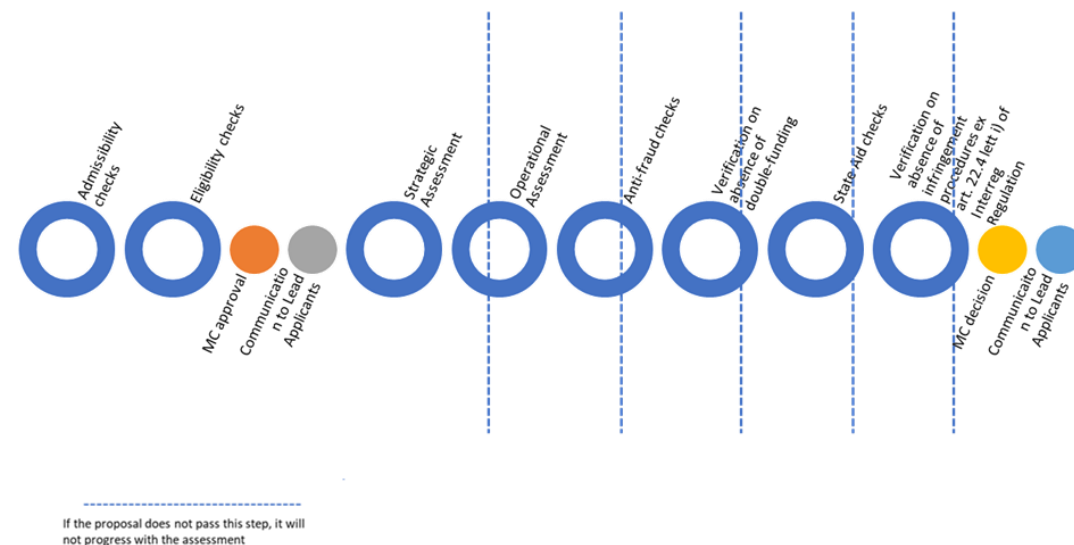 Admissibility
checks
Eligibility checks
MC approval
Communicatio
n to Lead
Applicants
Strategic
Assessment
Operational
Assessment
Anti-fraud checks
Verification on
absence of
double-funding
State Aid checks
Verification on
absence of
infringement
procedures ex
art. 22.4 lett i) of
Interreg
Regulation
MC decision
Communicaito
n to Lead
Applicants
If the proposal does not pass this step, it will
not progress with the assessment